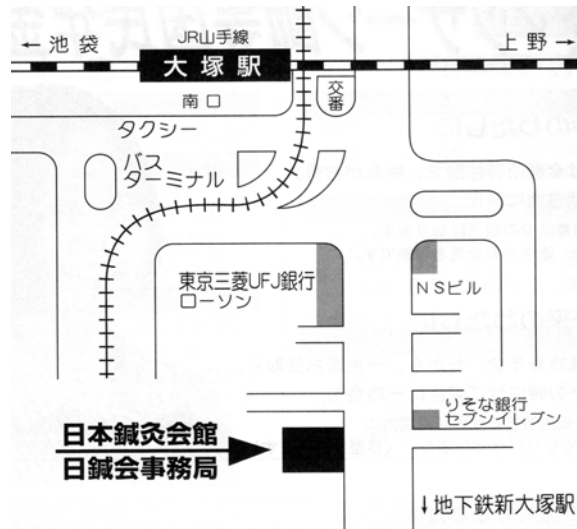 ← 池袋
JR山手線
上野 →
大塚駅
南口
交番
タクシー
バス
ターミナル
東京三菱UFJ銀行
ローソン
NSビル
りそな銀行
セブンイレブン
日本鍼灸会館
日鍼会事務局
↓地下鉄新大塚駅